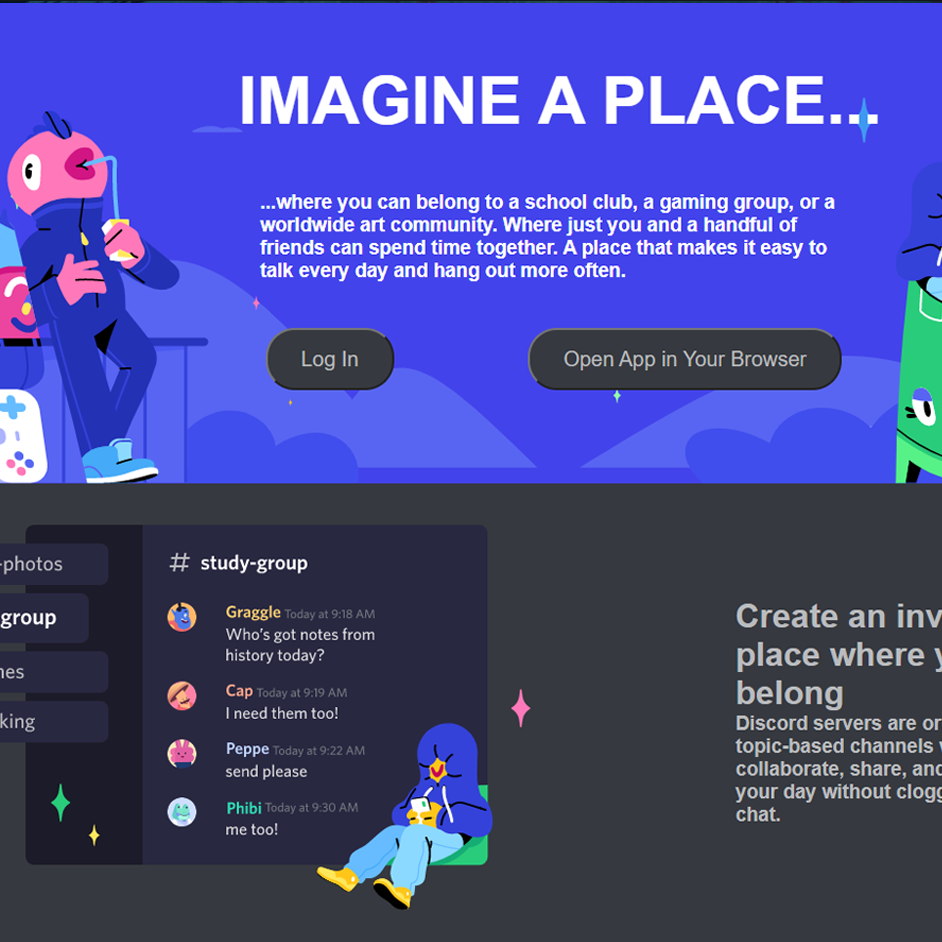 IMAGINE A PLACE...
...where you can belong to a school club, a gaming group, or a
worldwide art community. Where just you and a handful of
friends can spend time together. A place that makes it easy to
talk every day and hang out more often.
Log In
Open App in Your Browser
-photos
group
nes
king
# study-group
Graggle Today at 9:18 AM
Who's got notes from
history today?
Cap Today at 9:19 AM
I need them too!
Peppe Today at 9:22 AM
send please
Phibi Today at 9:30 AM
me too!
Create an inv
place where y
belong
Discord servers are or
topic-based channels
collaborate, share, and
your day without clogg
chat.